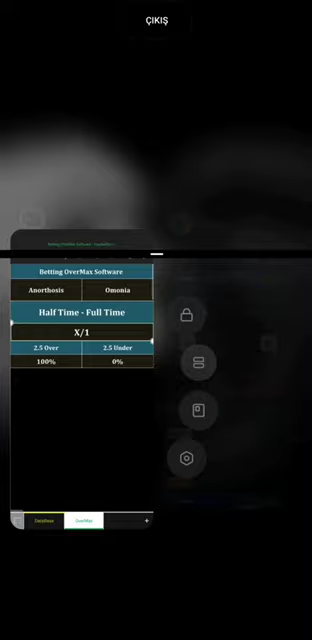 ÇIKIŞ
Betting OverMax Software
Anorthosis Omonia
Half Time - Full Time
X/1
2.5 Over 2.5 Under
100% 0%
DataBase OverMax +